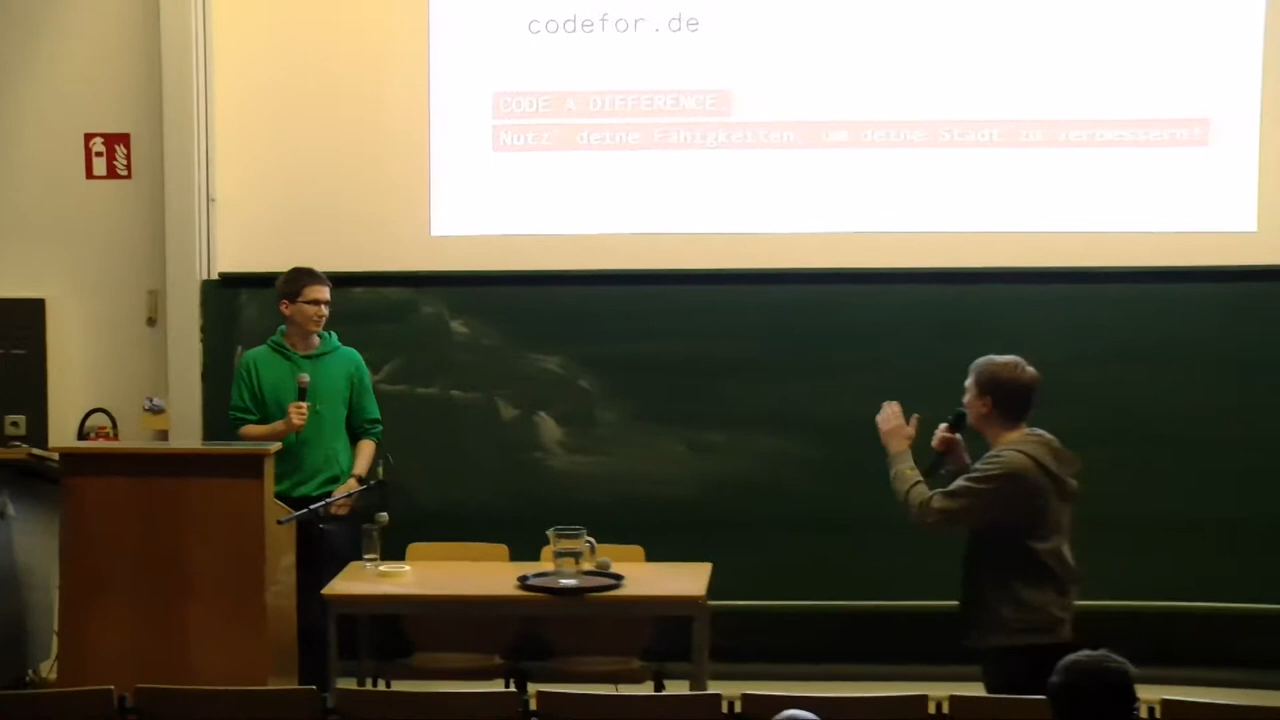 codefor.de
CODE A DIFFERENCE
Nutz' deine Fähigkeiten um deine Stadt zu verbessern!